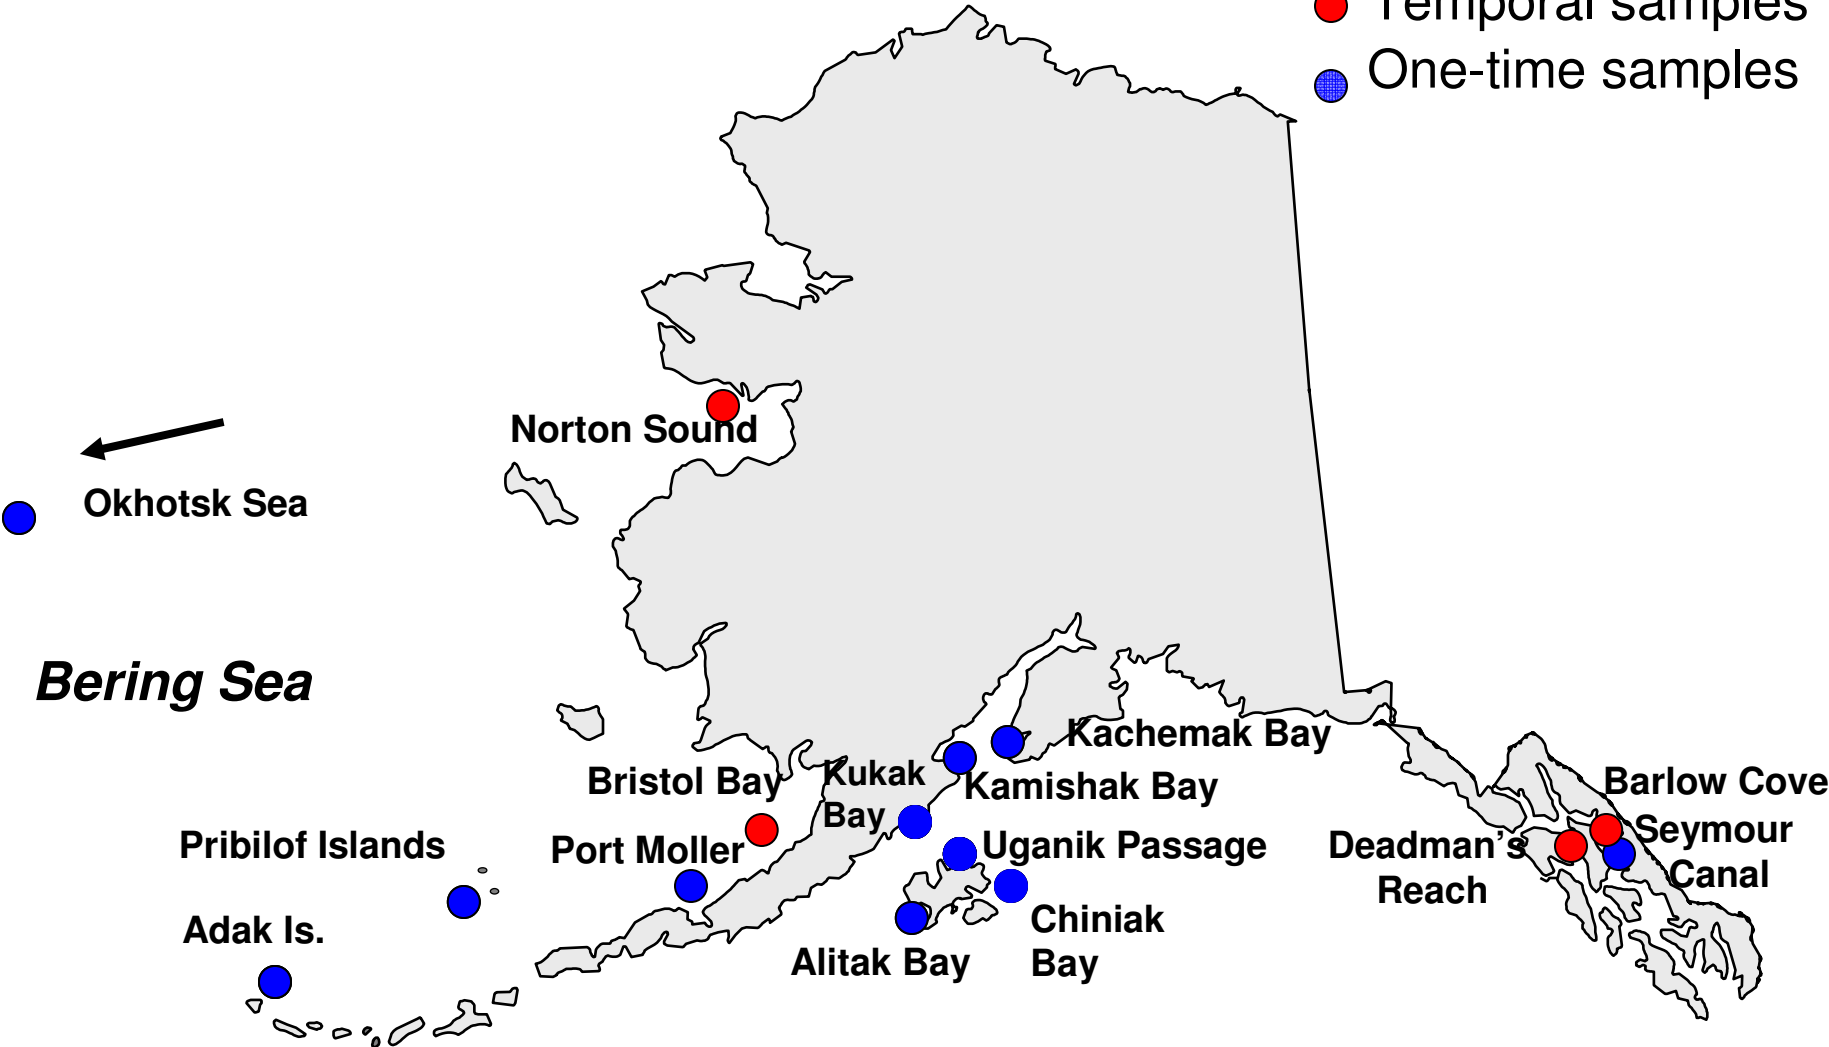 Temporal samples
One-time samples
Norton Sound
Okhotsk Sea
Bering Sea
Kachemak Bay
Bristol Bay
Kukak
Bay
Kamishak Bay
Barlow Cove
Pribilof Islands
Port Moller
Uganik Passage
Deadman's
Reach
Seymour
Canal
Adak Is.
Chiniak
Bay
Alitak Bay